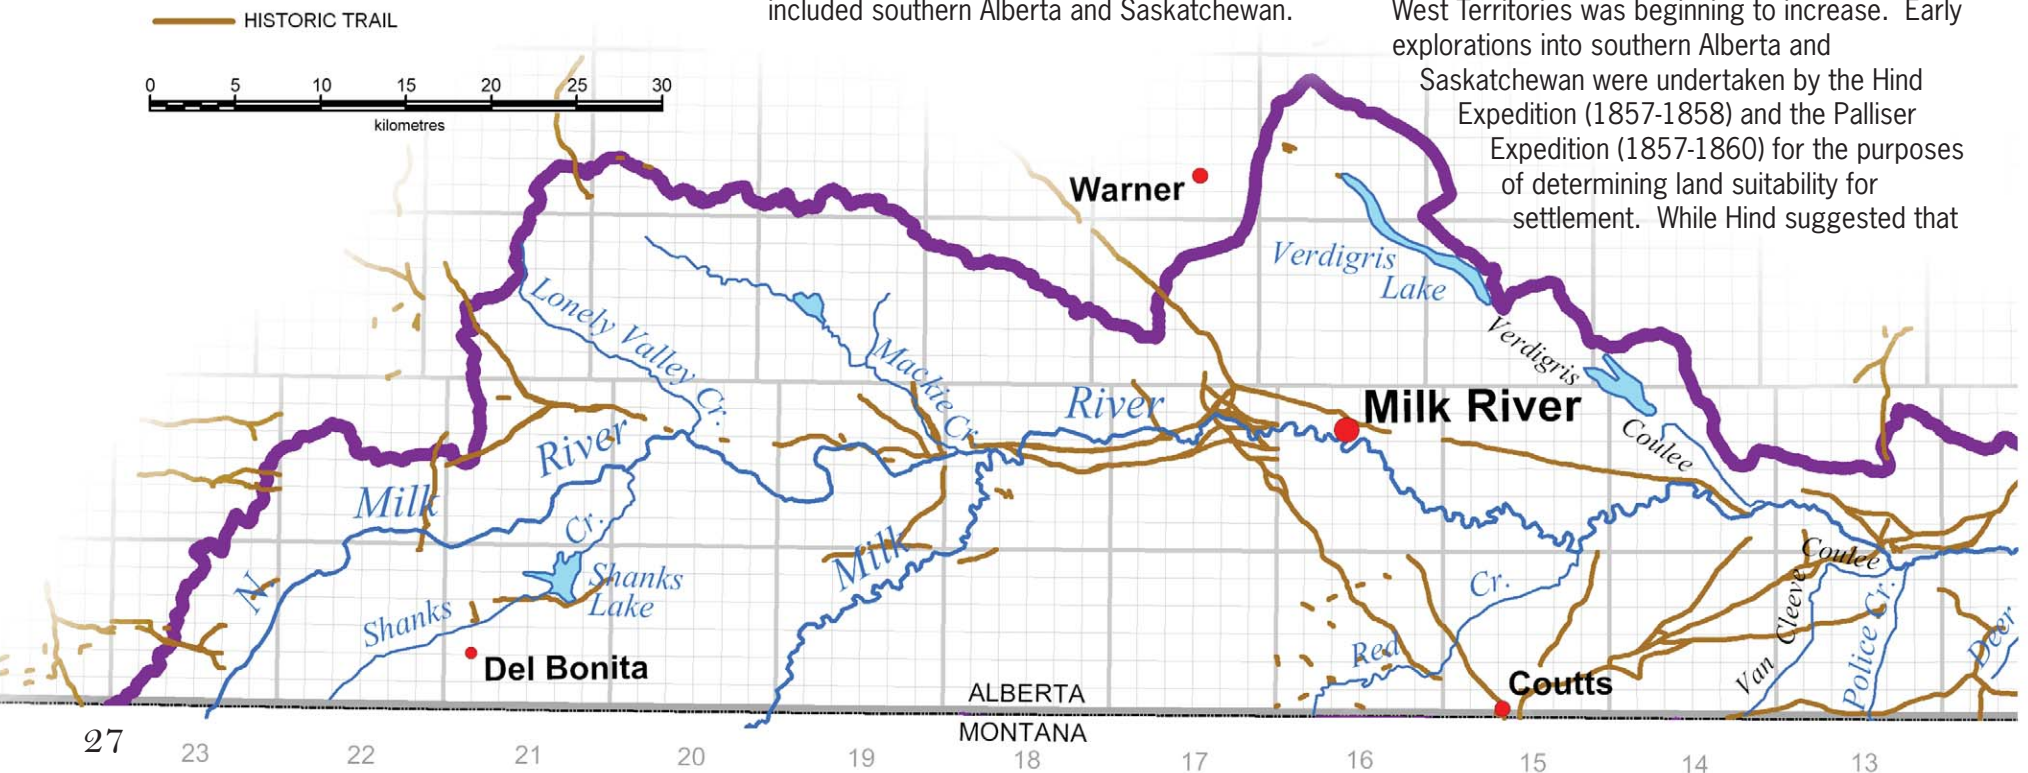 HISTORIC TRAIL
0 5 10 15 20 25 30
kilometres
included southern Alberta and Saskatchewan.
West Territories was beginning to increase. Early
explorations into southern Alberta and
Saskatchewan were undertaken by the Hind
Expedition (1857-1858) and the Palliser
Expedition (1857-1860) for the purposes
of determining land suitability for
settlement. While Hind suggested that
Warner
Verdigris
Lake
Lonely Valley Cr.
Mackie Cr.
Verdigris
Coulee
River
Milk River
River
Milk
N.
Cr.
Shanks
Lake
Shanks
Milk
Del Bonita
Cr.
Red
Coutts
Coulee
Cleeve
Van
Police Cr.
Deer
ALBERTA
MONTANA
27
23 22 21 20 19 18 17 16 15 14 13